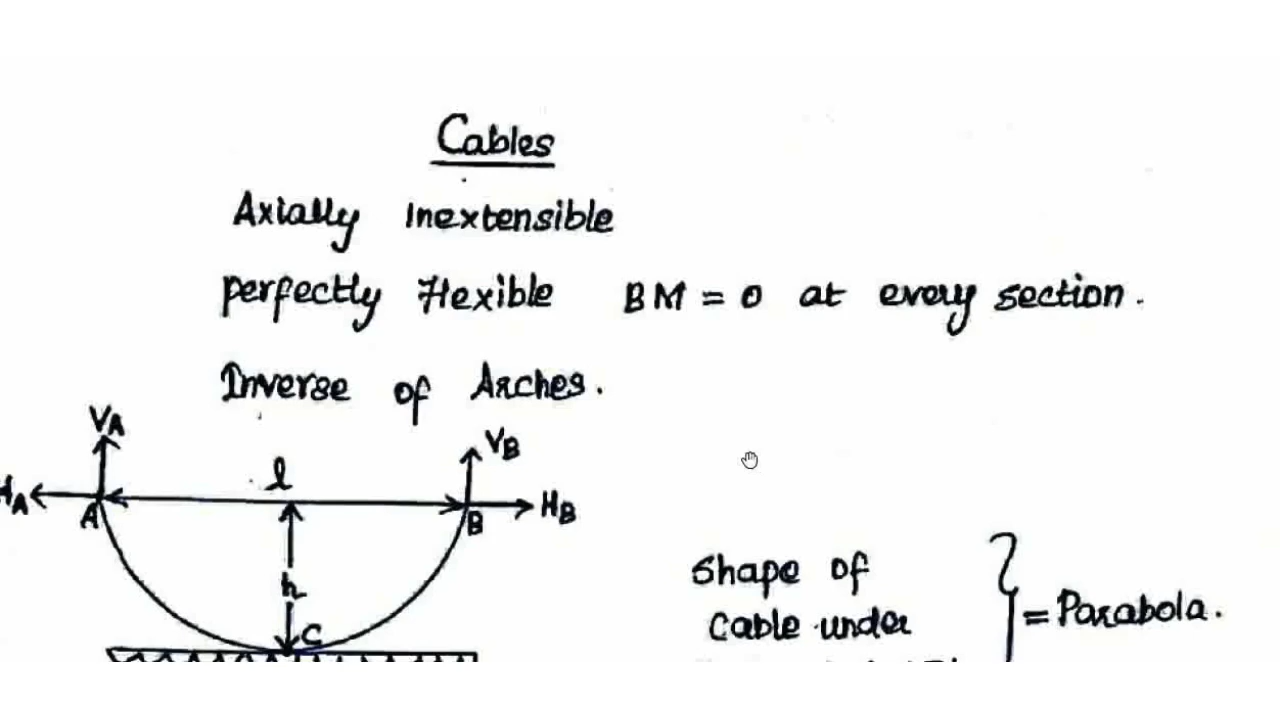 Cables
Axially Inextensible
perfectly Flexible BM = 0 at every section.
Inverse of Arches.
VA
VB
l
HA
A
B
HB
h
C
Shape of
Cable under
= Parabola.